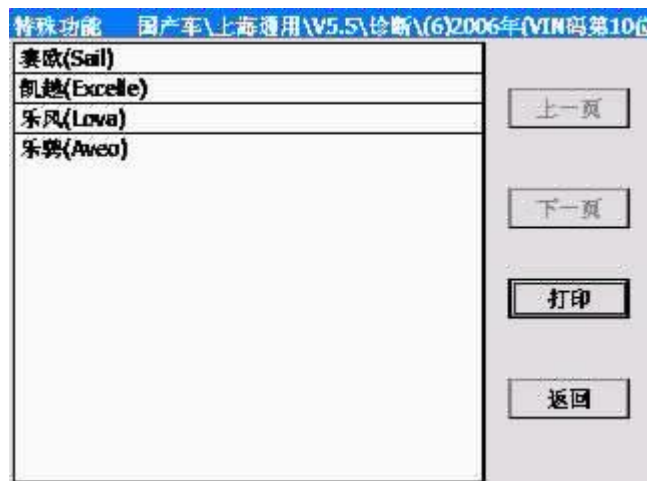 特殊功能 国产车\上海通用\V5.5\诊断\(6)2006年(VIN码第10位
赛欧(Sail)
凯越(Excelle)
乐风(Lova)
乐骋(Aveo)
上一页
下一页
打印
返回